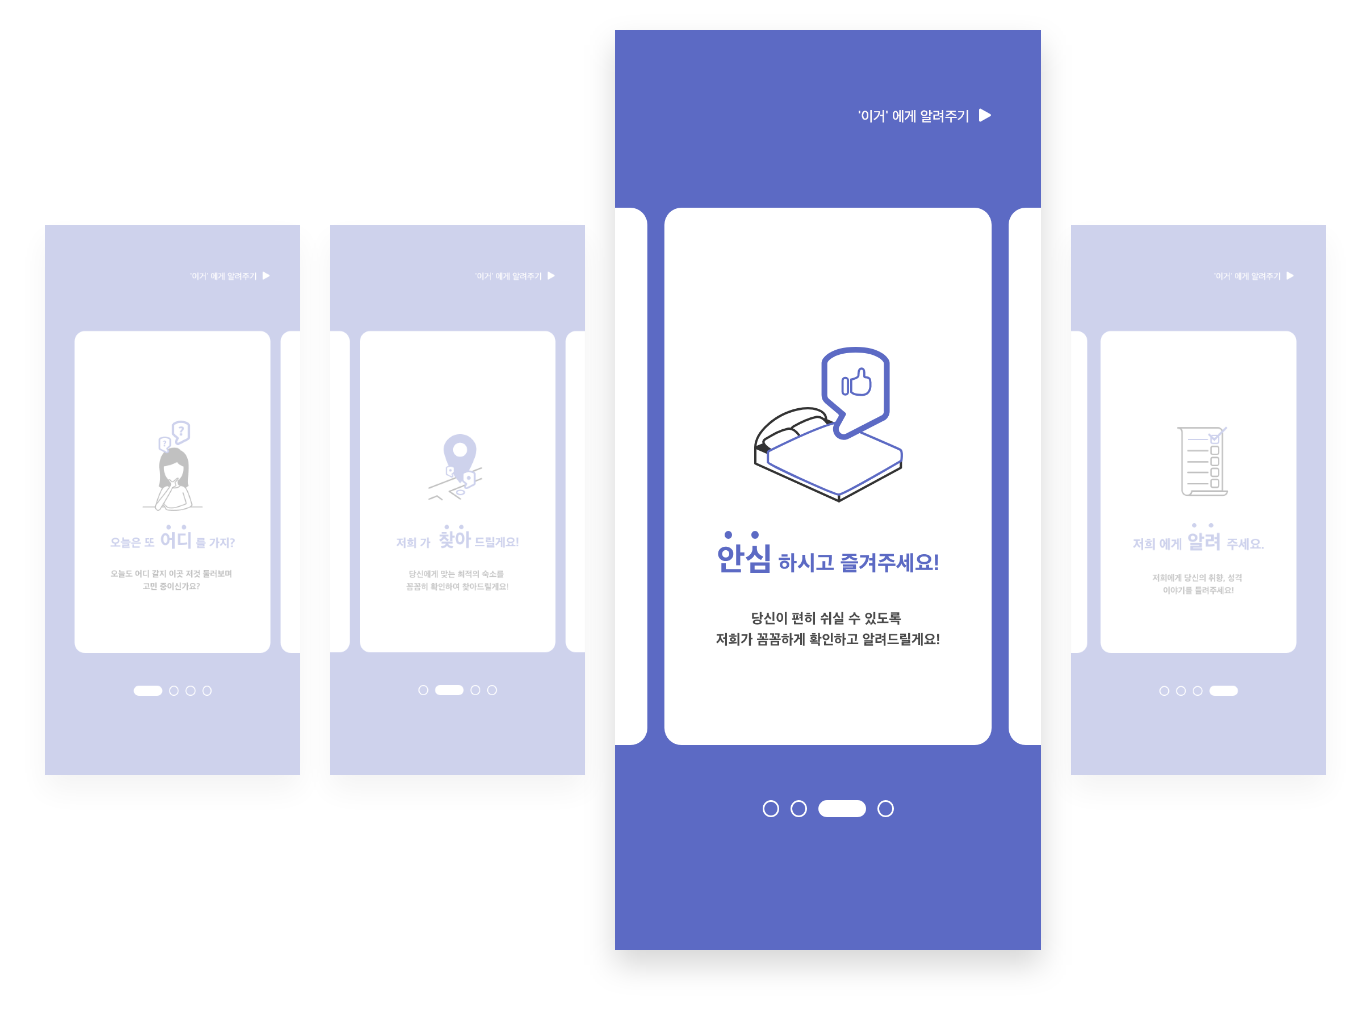 '이거' 에게 알려주기
오늘은 또 어디 를 가지?
오늘도 어디 갈지 이곳 저것 둘러보며
고민 중이신가요?
'이거' 에게 알려주기
저희 가 찾아 드릴게요!
당신에게 맞는 최적의 숙소를
꼼꼼히 확인하여 찾아드릴게요!
'이거' 에게 알려주기
안심 하시고 즐겨주세요!
당신이 편히 쉬실 수 있도록
저희가 꼼꼼하게 확인하고 알려드릴게요!
'이거' 에게 알려주기
저희 에게 알려 주세요.
저희에게 당신의 취향, 성격
이야기를 들려주세요!